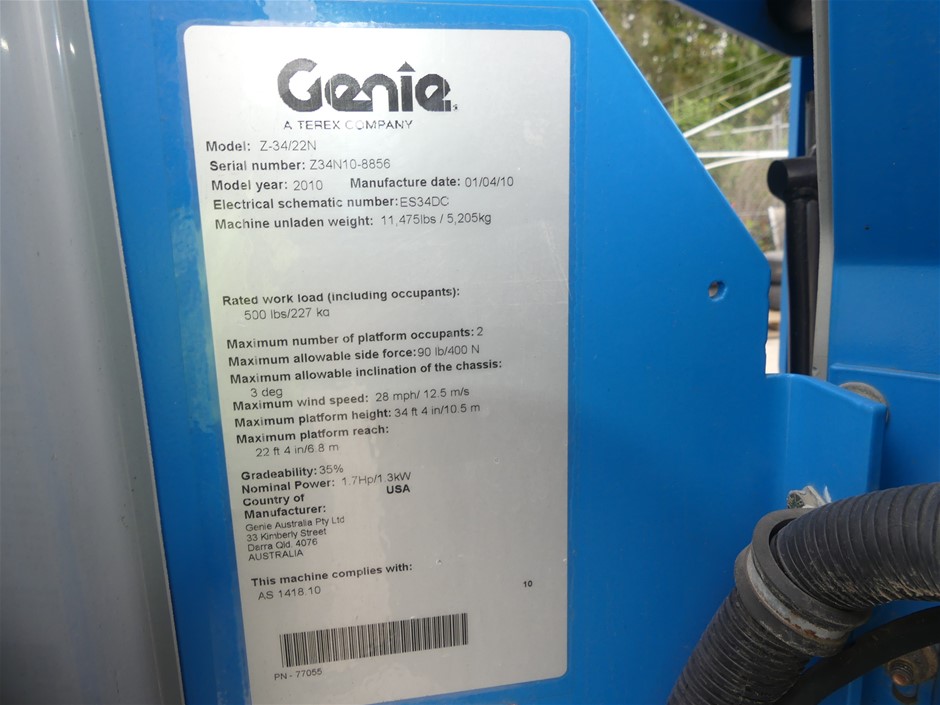 Genie
A TEREX COMPANY
Model: Z-34/22N
Serial number: Z34N10-8856
Model year: 2010 Manufacture date: 01/04/10
Electrical schematic number: ES34DC
Machine unladen weight: 11,475lbs / 5,205kg
Rated work load (including occupants):
500 lbs/227 kg
Maximum number of platform occupants: 2
Maximum allowable side force: 90 lb/400 N
Maximum allowable inclination of the chassis:
3 deg
Maximum wind speed: 28 mph/ 12.5 m/s
Maximum platform height: 34 ft 4 in/10.5 m
Maximum platform reach:
22 ft 4 in/6.8 m
Gradeability: 35%
Nominal Power: 1.7Hp/1.3kW
Country of USA
Manufacturer:
Genie Australia Pty Ltd
33 Kimberly Street
Derra Qld. 4076
AUSTRALIA
This machine complies with:
AS 1418.10 10
PN - 77055